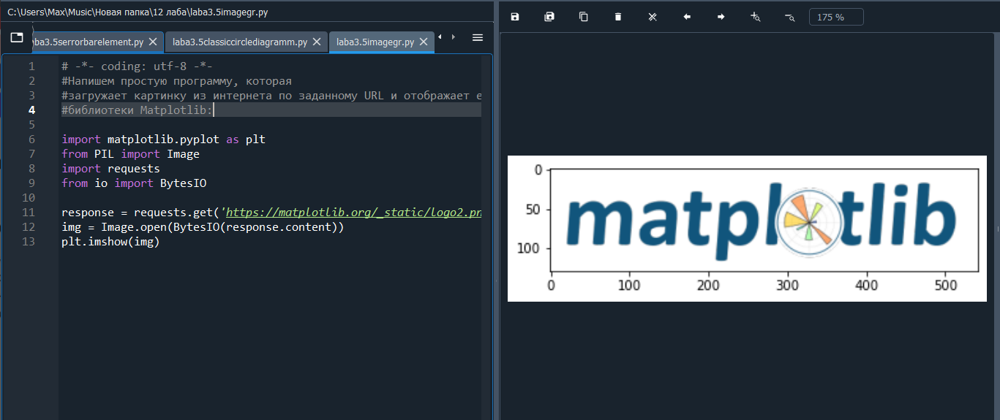 C:\Users\Max\Music\Новая папка\12 лаба\laba3.5imagegr.py
175 %
ba3.5serrorbarelement.py
laba3.5classiccirclediagramm.py
laba3.5imagegr.py
1 # -*- coding: utf-8 -*-
2 #Напишем простую программу, которая
3 #загружает картинку из интернета по заданному URL и отображает е
4 #библиотеки Matplotlib:
5
6 import matplotlib.pyplot as plt
7 from PIL import Image
8 import requests
9 from io import BytesIO
10
11 response = requests.get('https://matplotlib.org/_static/logo2.pn
12 img = Image.open(BytesIO(response.content))
13 plt.imshow(img)
0
50
100
matplotlib
0 100 200 300 400 500